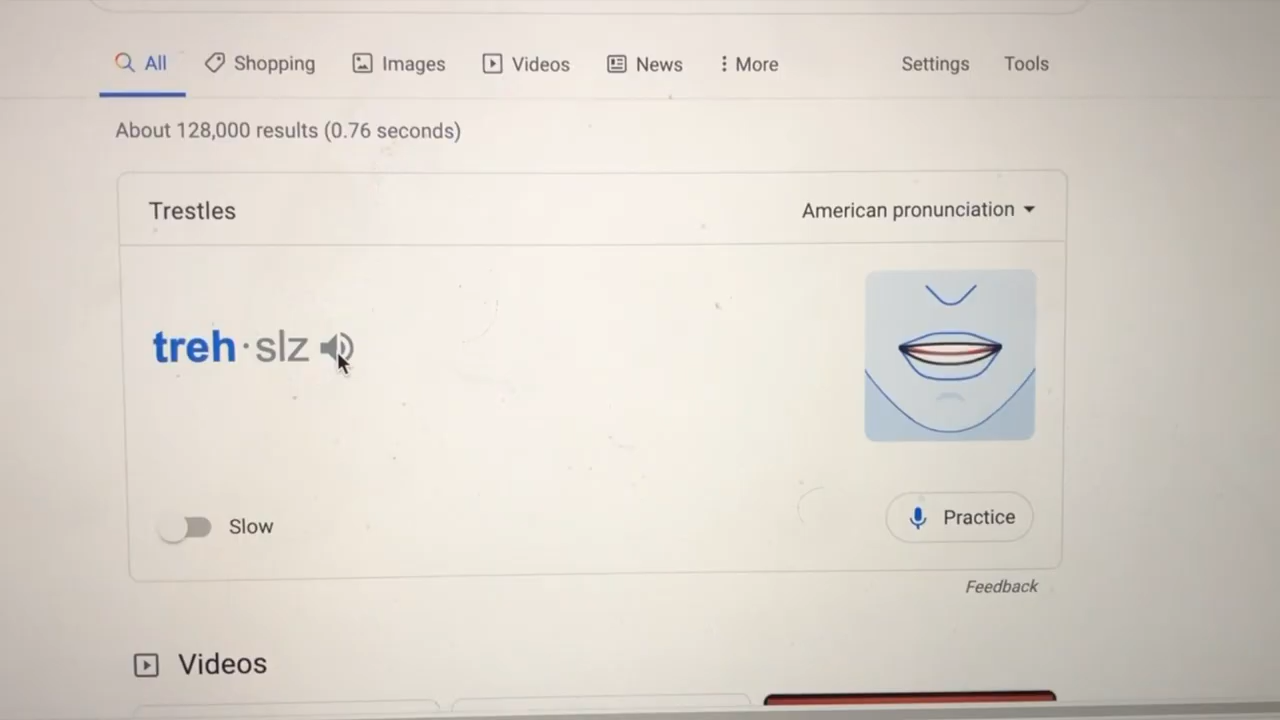 All Shopping Images Videos News More Settings Tools
About 128,000 results (0.76 seconds)
Trestles American pronunciation
treh·slz
Slow Practice
Feedback
Videos